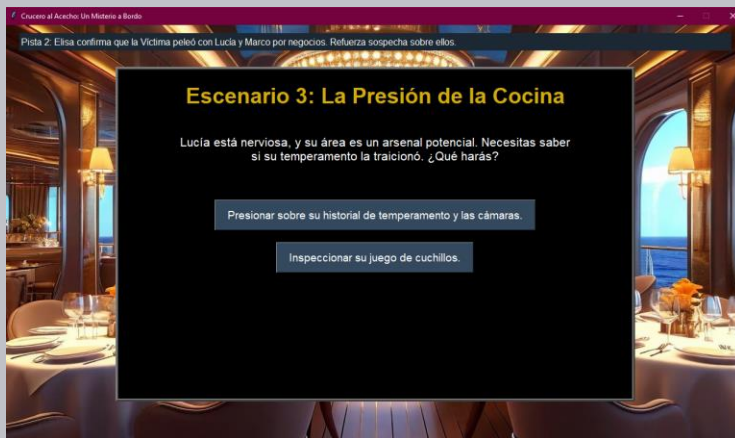 Crucero al Acecho: Un Misterio a Bordo
Pista 2: Elisa confirma que la Víctima peleó con Lucía y Marco por negocios. Refuerza sospecha sobre ellos.
Escenario 3: La Presión de la Cocina
Lucía está nerviosa, y su área es un arsenal potencial. Necesitas saber
si su temperamento la traicionó. ¿Qué harás?
Presionar sobre su historial de temperamento y las cámaras.
Inspeccionar su juego de cuchillos.